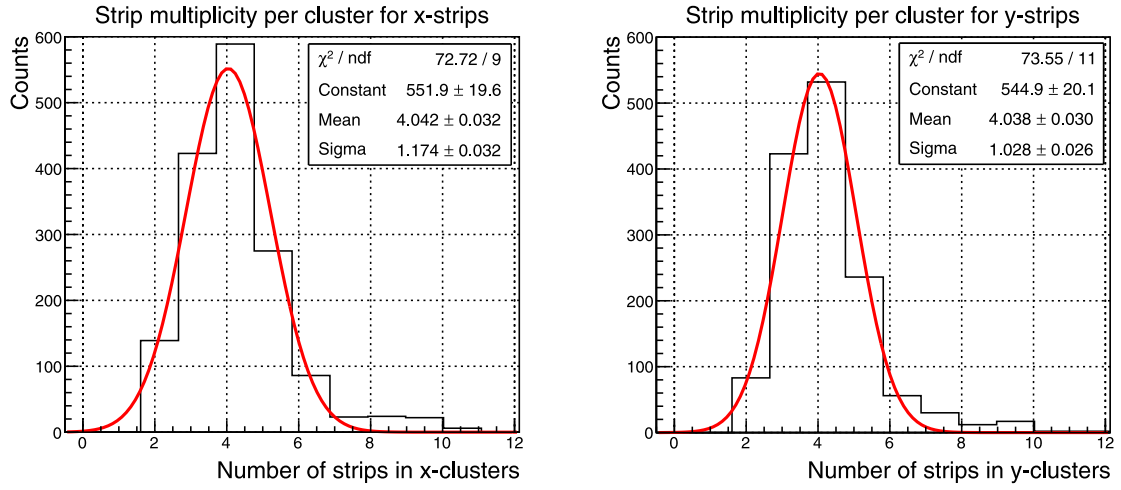 Strip multiplicity per cluster for x-strips
Counts
600
500
400
300
200
100
0
0 2 4 6 8 10 12
Number of strips in x-clusters
χ² / ndf 72.72 / 9
Constant 551.9 ± 19.6
Mean 4.042 ± 0.032
Sigma 1.174 ± 0.032
Strip multiplicity per cluster for y-strips
Counts
600
500
400
300
200
100
0
0 2 4 6 8 10 12
Number of strips in y-clusters
χ² / ndf 73.55 / 11
Constant 544.9 ± 20.1
Mean 4.038 ± 0.030
Sigma 1.028 ± 0.026